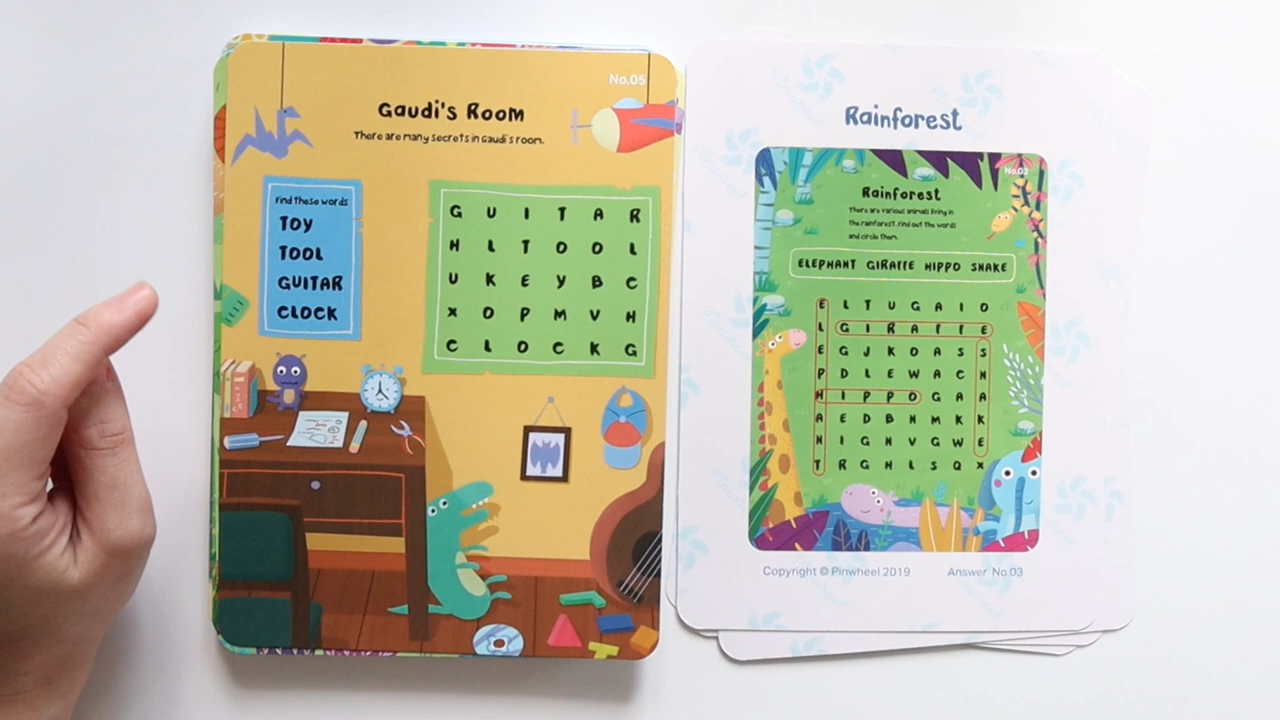 No.05
Gaudi's Room
There are many secrets in Gaudi's room.
Find these words
TOY
TOOL
GUITAR
CLOCK
G U I T A R
H L T O O L
U K E Y B C
X O P M V H
C L O C K G
Rainforest
No.03
Rainforest
There are various animals living in
the rainforest. Find out the words
and circle them.
ELEPHANT GIRAFFE HIPPO SNAKE
E L T U G A I O
L G I R A F F E
E G J K O A S S
P D L E W A C N
H I P P O G A A
A E D B N M K K
N I G N V G W E
T R G H L S Q X
Copyright © Pinwheel 2019
Answer No.03